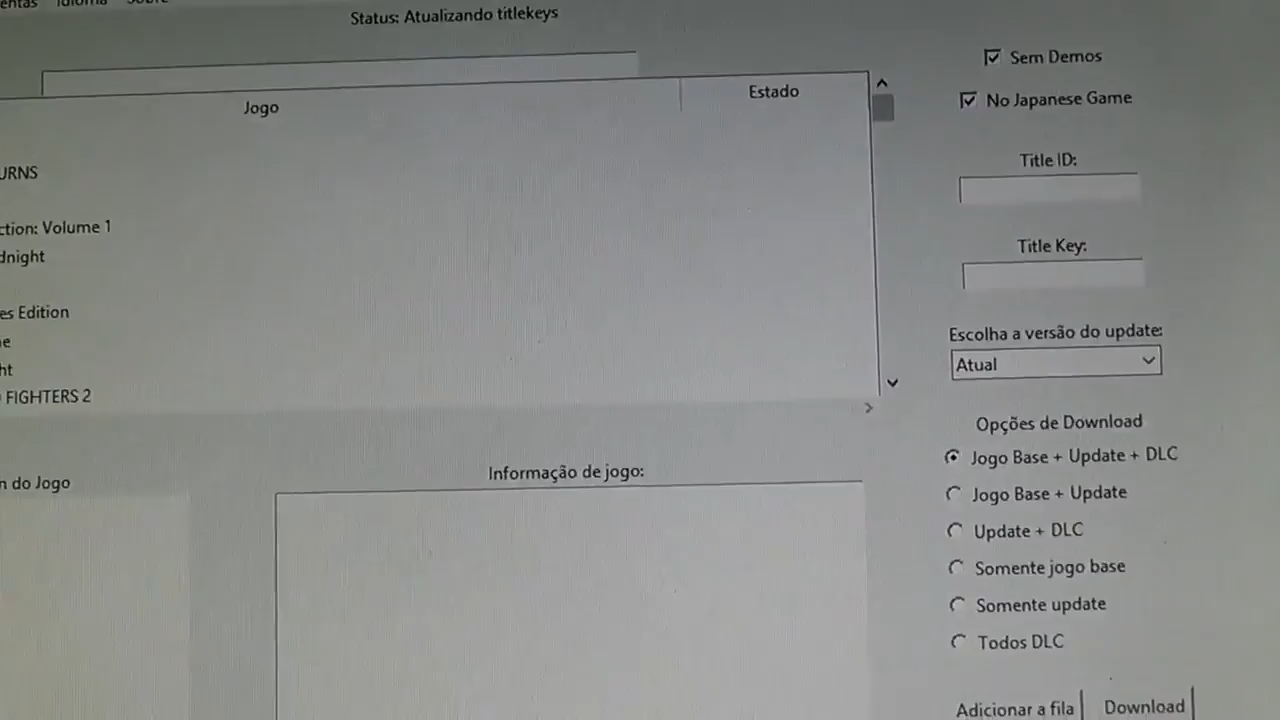 Idioma
Status: Atualizando titlekeys
Sem Demos
No Japanese Game
Jogo
Estado
Title ID:
URNS
ction: Volume 1
dnight
Title Key:
es Edition
e
ht
FIGHTERS 2
Escolha a versão do update:
Atual
Opções de Download
Jogo Base + Update + DLC
Jogo Base + Update
Update + DLC
Somente jogo base
Somente update
Todos DLC
n do Jogo
Informação de jogo:
Adicionar a fila
Download